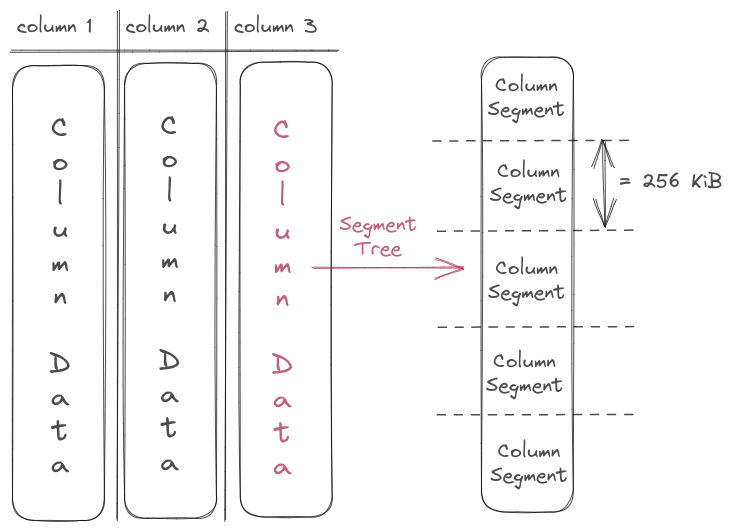 column 1
column 2
column 3
Column Data
Column Data
Column Data
Segment
Tree
Column
Segment
Column
Segment
= 256 KiB
Column
Segment
Column
Segment
Column
Segment